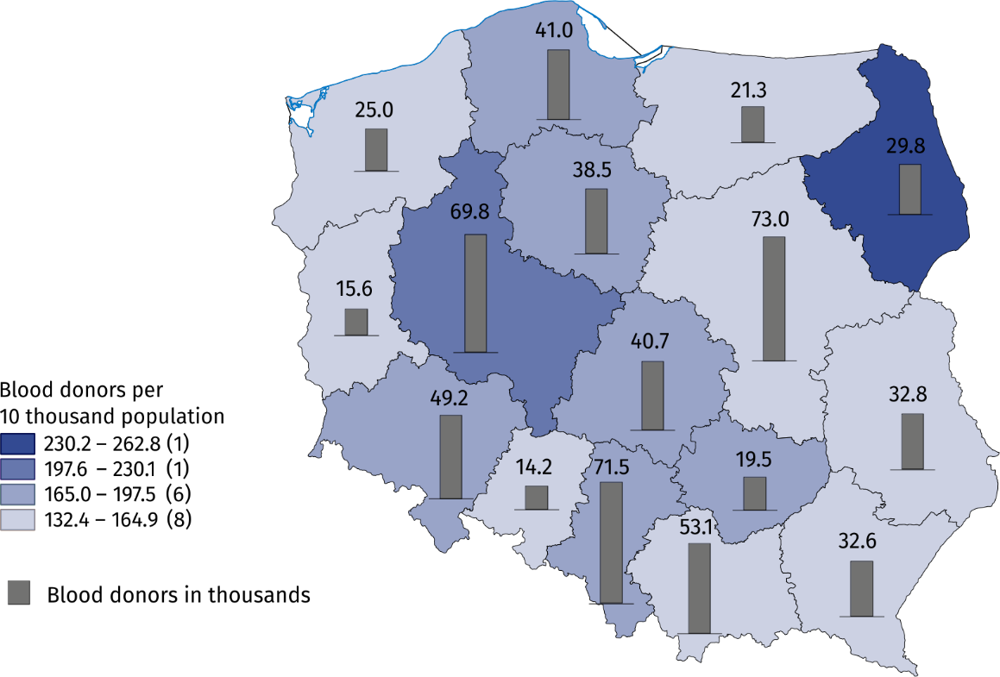 41.0
21.3
25.0
29.8
38.5
69.8
73.0
15.6
40.7
Blood donors per
10 thousand population
230.2 – 262.8 (1)
197.6 – 230.1 (1)
165.0 – 197.5 (6)
132.4 – 164.9 (8)
49.2
32.8
14.2
71.5
19.5
53.1
32.6
Blood donors in thousands